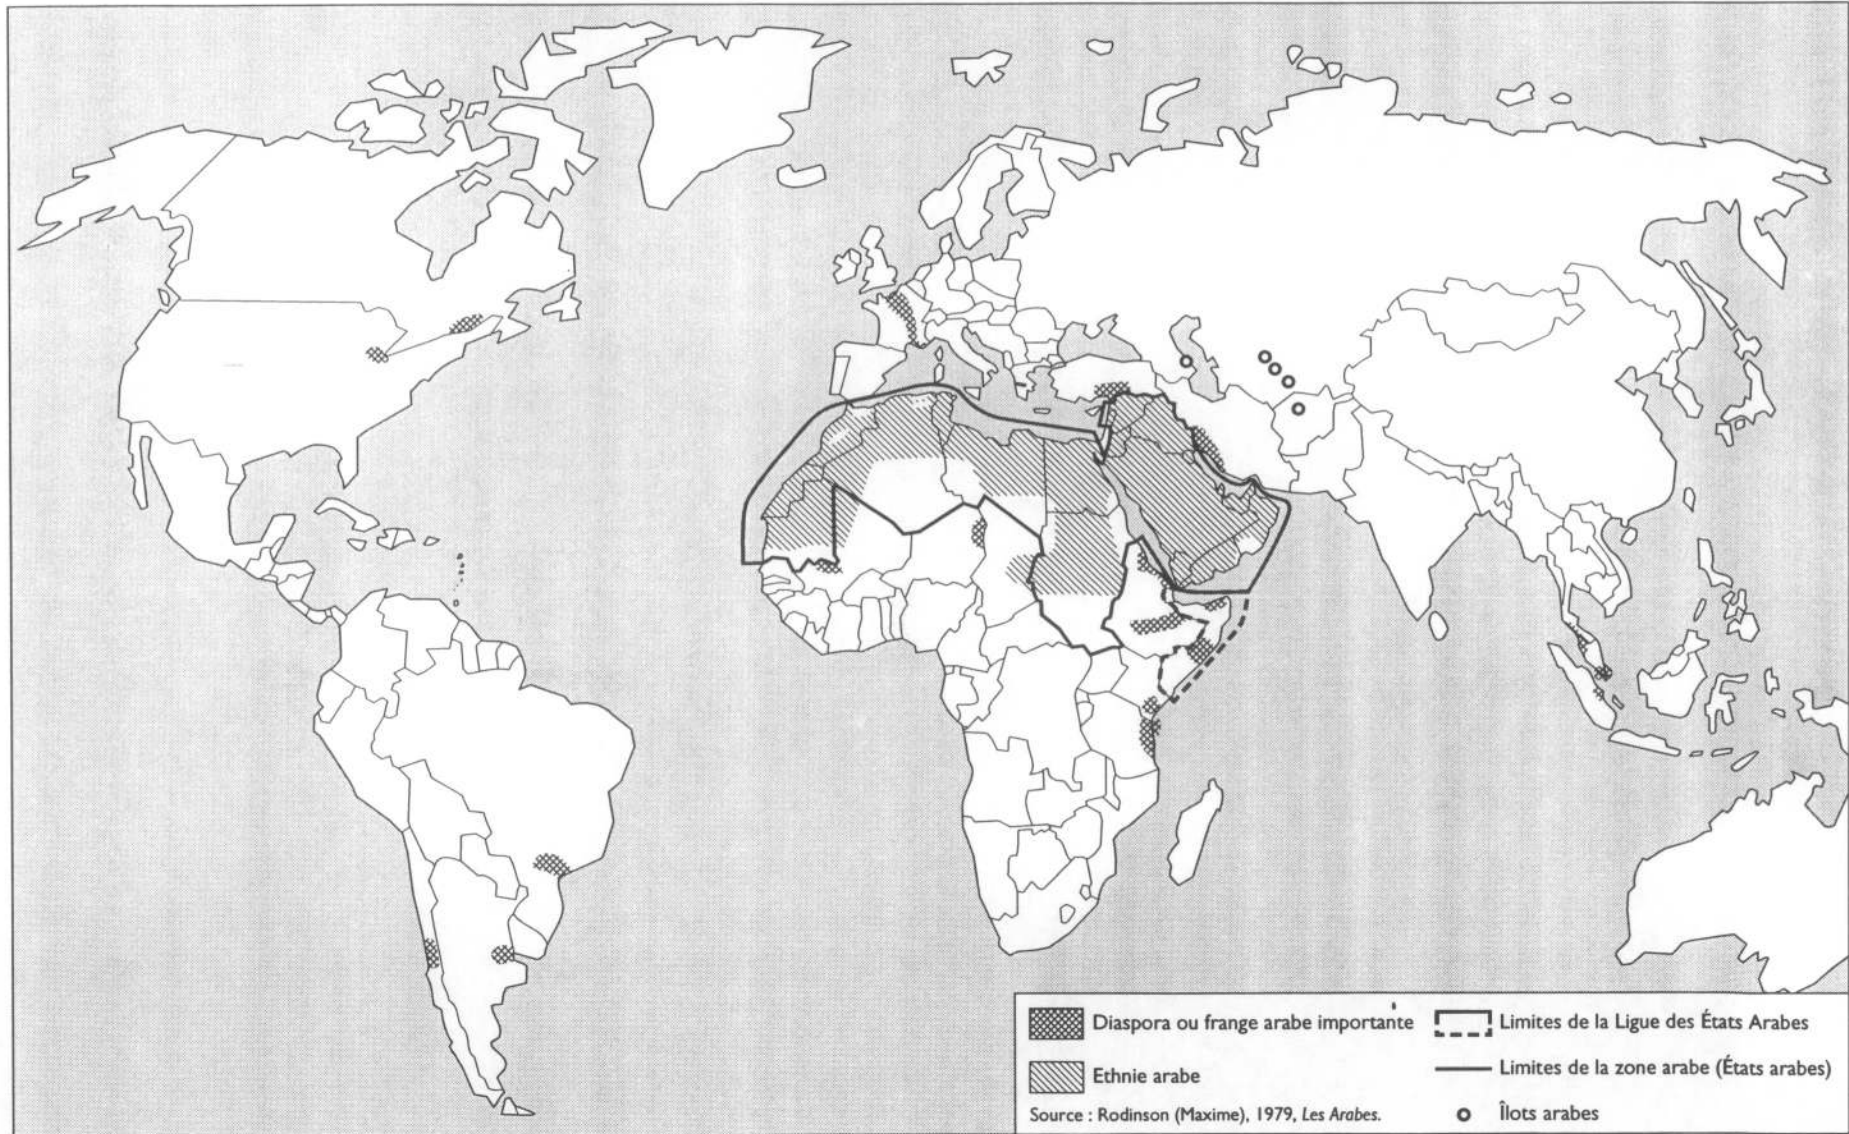 Diaspora ou frange arabe importante
Ethnie arabe
Source : Rodinson (Maxime), 1979, Les Arabes.
Limites de la Ligue des États Arabes
Limites de la zone arabe (États arabes)
Îlots arabes